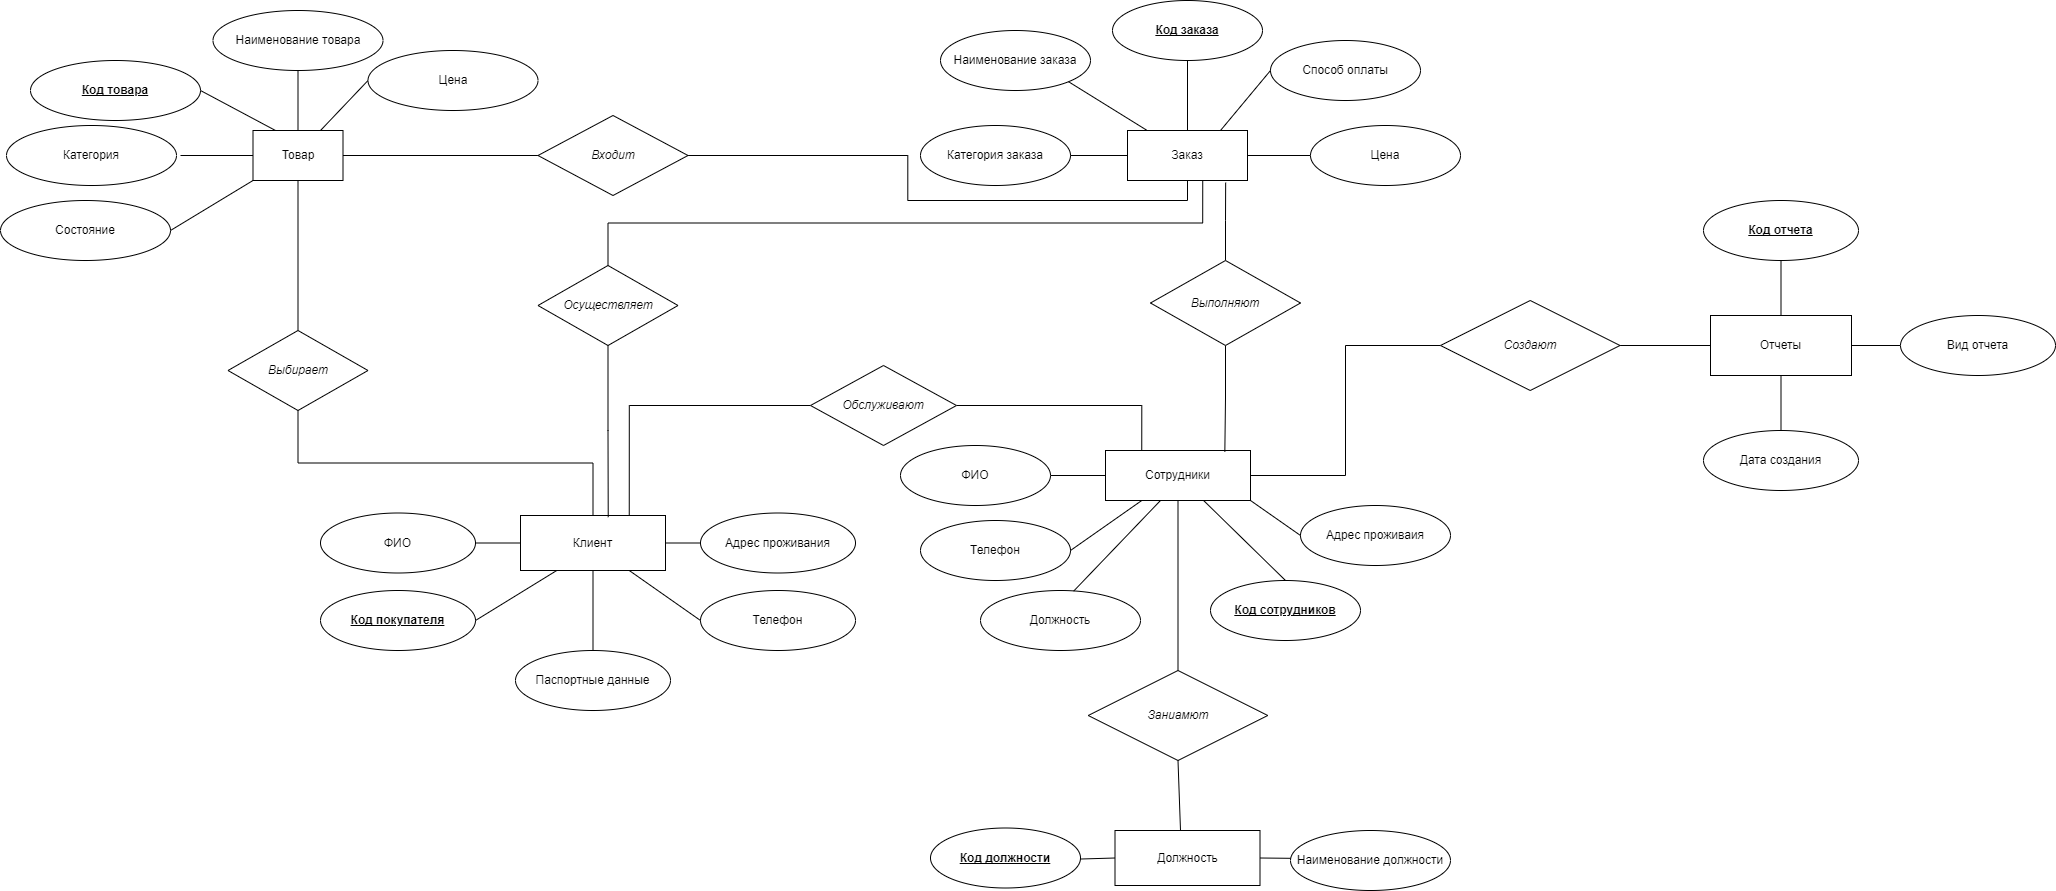 Код заказа
Наименование товара
Наименование заказа
Способ оплаты
Цена
Код товара
Категория
Товар
Входит
Категория заказа
Заказ
Цена
Состояние
Код отчета
Осуществляет
Выполняют
Создают
Отчеты
Вид отчета
Выбирает
Обслуживают
Дата создания
ФИО
Сотрудники
ФИО
Клиент
Адрес проживания
Телефон
Адрес проживаия
Код покупателя
Телефон
Должность
Код сотрудников
Паспортные данные
Заниамют
Код должности
Должность
Наименование должности